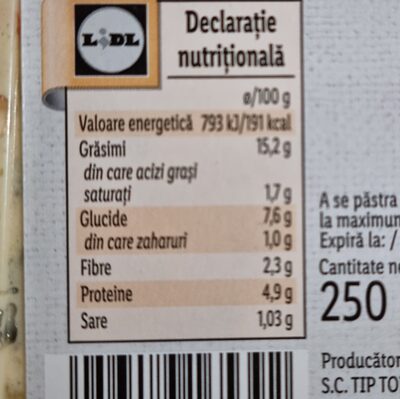 LiDL
Declarație
nutrițională
ø/100 g
Valoare energetică 793 kJ/191 kcal
Grăsimi 15,2 g
din care acizi grași
saturați 1,7 g
Glucide 7,6 g
din care zaharuri 1,0 g
Fibre 2,3 g
Proteine 4,9 g
Sare 1,03 g
A se păstra
la maximum
Expiră la: /
Cantitate ne
250
Producător
S.C. TIP TO